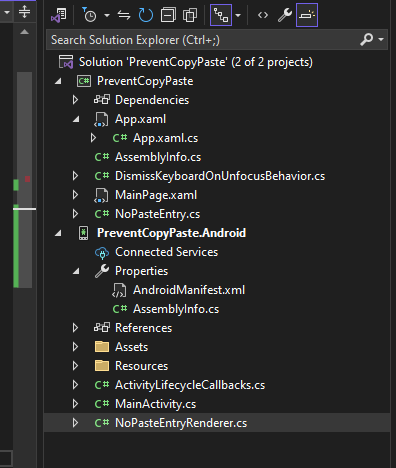 Search Solution Explorer (Ctrl+;)
Solution 'PreventCopyPaste' (2 of 2 projects)
PreventCopyPaste
Dependencies
App.xaml
C# App.xaml.cs
C# AssemblyInfo.cs
C# DismissKeyboardOnUnfocusBehavior.cs
MainPage.xaml
C# NoPasteEntry.cs
PreventCopyPaste.Android
Connected Services
Properties
AndroidManifest.xml
C# AssemblyInfo.cs
References
Assets
Resources
C# ActivityLifecycleCallbacks.cs
C# MainActivity.cs
C# NoPasteEntryRenderer.cs